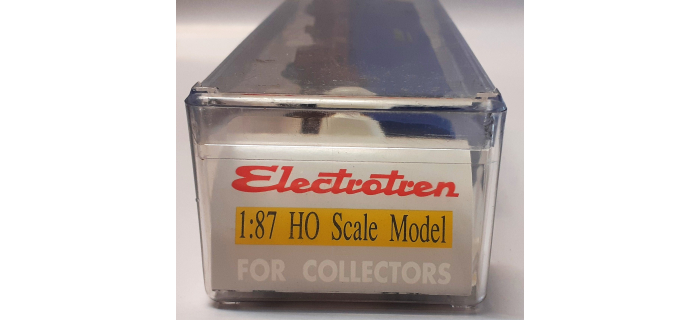 Electrotren
1:87 HO Scale Model
FOR COLLECTORS